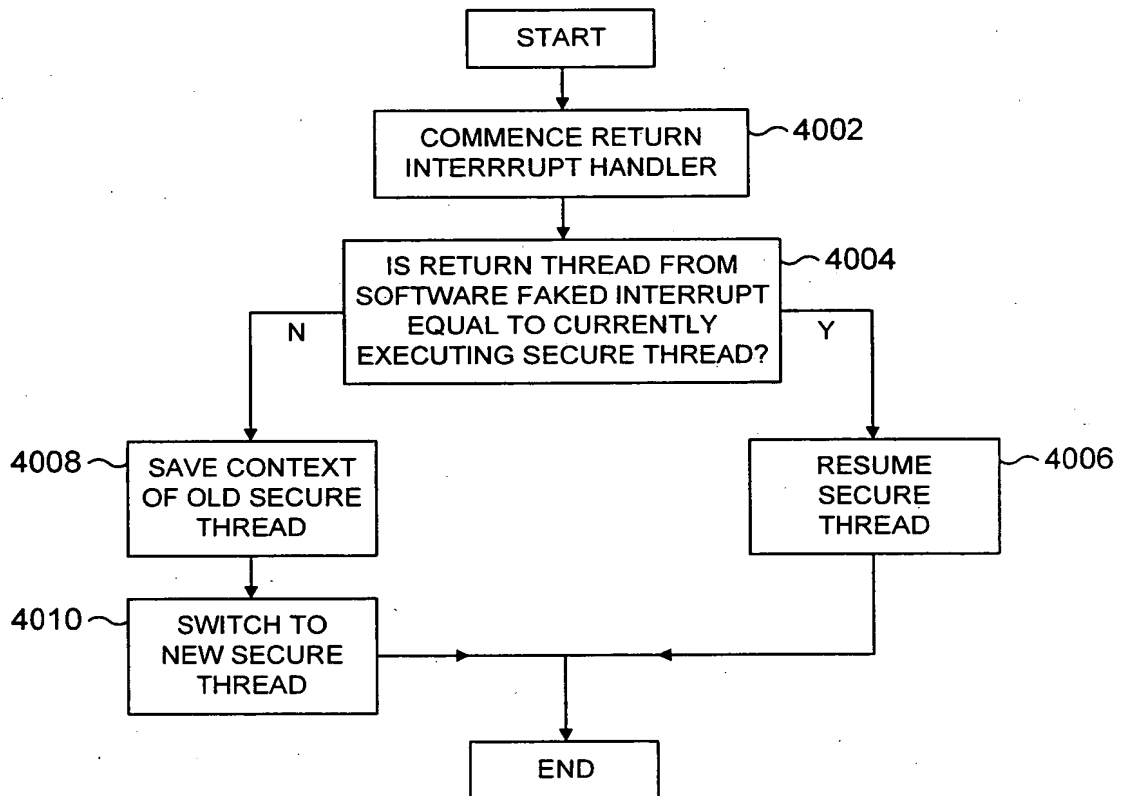 START
COMMENCE RETURN
INTERRRUPT HANDLER
4002
IS RETURN THREAD FROM
SOFTWARE FAKED INTERRUPT
EQUAL TO CURRENTLY
EXECUTING SECURE THREAD?
4004
N
Y
4008
SAVE CONTEXT
OF OLD SECURE
THREAD
RESUME
SECURE
THREAD
4006
4010
SWITCH TO
NEW SECURE
THREAD
END